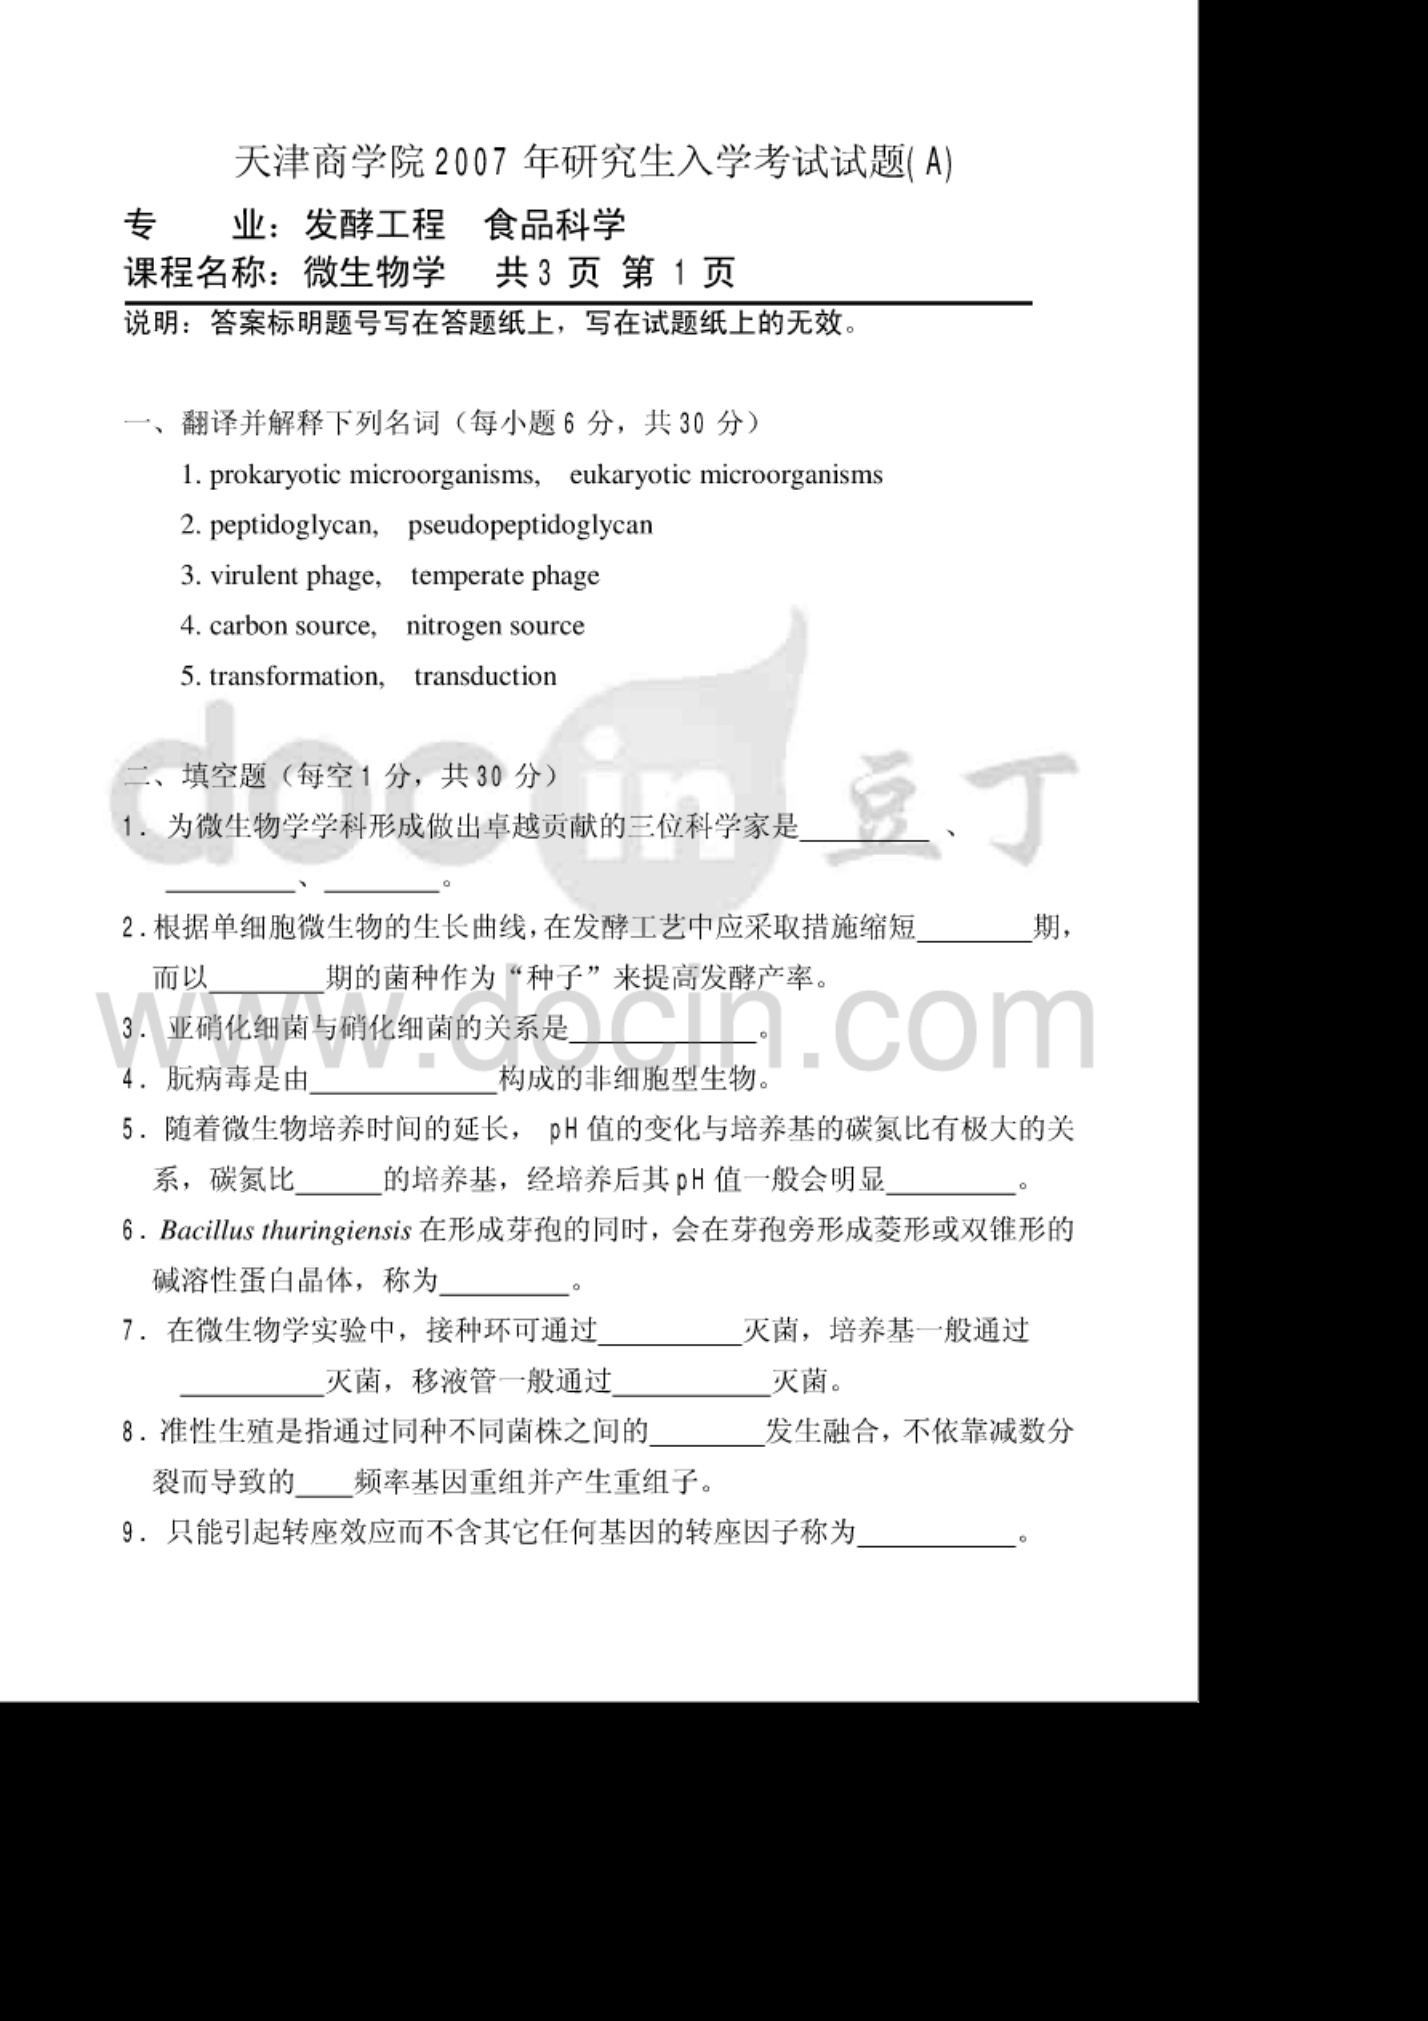 天津商学院2007 年研究生入学考试试题(A)
专 业：发酵工程 食品科学
课程名称：微生物学 共3 页 第 1 页
说明：答案标明题号写在答题纸上，写在试题纸上的无效。
一、翻译并解释下列名词（每小题6 分，共30 分）
1. prokaryotic microorganisms, eukaryotic microorganisms
2. peptidoglycan, pseudopeptidoglycan
3. virulent phage, temperate phage
4. carbon source, nitrogen source
5. transformation, transduction
docin 豆丁
二、填空题（每空1 分，共30 分）
1. 为微生物学学科形成做出卓越贡献的三位科学家是_________ 、
_________、________。
2.根据单细胞微生物的生长曲线,在发酵工艺中应采取措施缩短________期，
而以________期的菌种作为“种子”来提高发酵产率。
www.docin.com
3. 亚硝化细菌与硝化细菌的关系是_____________。
4. 朊病毒是由_____________构成的非细胞型生物。
5. 随着微生物培养时间的延长， pH 值的变化与培养基的碳氮比有极大的关
系，碳氮比______的培养基，经培养后其pH 值一般会明显_________。
6. Bacillus thuringiensis 在形成芽孢的同时，会在芽孢旁形成菱形或双锥形的
碱溶性蛋白晶体，称为_________。
7. 在微生物学实验中，接种环可通过__________灭菌，培养基一般通过
__________灭菌，移液管一般通过___________灭菌。
8. 准性生殖是指通过同种不同菌株之间的________发生融合，不依靠减数分
裂而导致的____频率基因重组并产生重组子。
9. 只能引起转座效应而不含其它任何基因的转座因子称为___________。